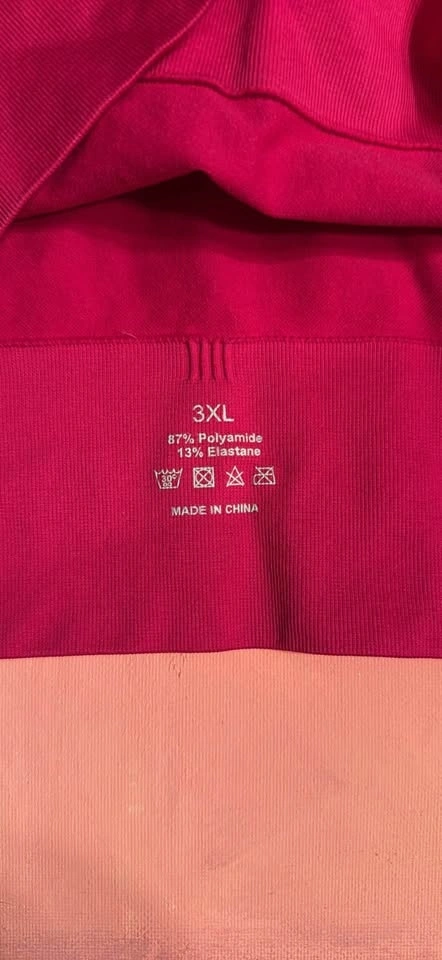 3XL
87% Polyamide
13% Elastane
30°
MADE IN CHINA